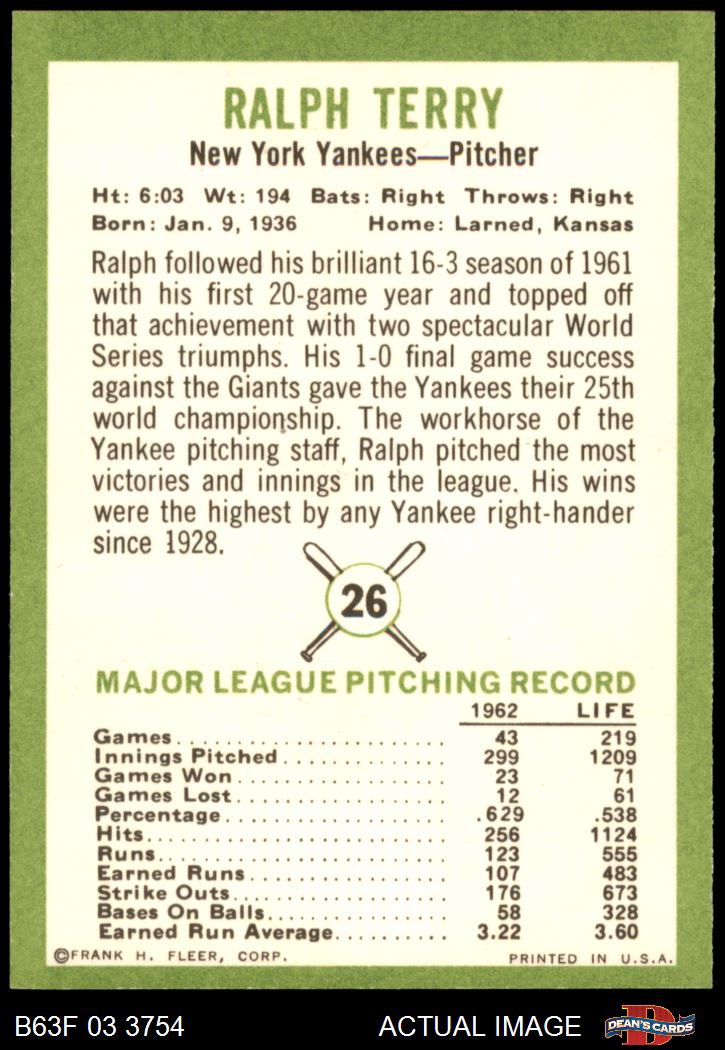 RALPH TERRY
New York Yankees—Pitcher
Ht: 6:03 Wt: 194 Bats: Right Throws: Right
Born: Jan. 9, 1936 Home: Larned, Kansas
Ralph followed his brilliant 16-3 season of 1961
with his first 20-game year and topped off
that achievement with two spectacular World
Series triumphs. His 1-0 final game success
against the Giants gave the Yankees their 25th
world championship. The workhorse of the
Yankee pitching staff, Ralph pitched the most
victories and innings in the league. His wins
were the highest by any Yankee right-hander
since 1928.
26
MAJOR LEAGUE PITCHING RECORD
1962 LIFE
Games 43 219
Innings Pitched 299 1209
Games Won 23 71
Games Lost 12 61
Percentage .629 .538
Hits 256 1124
Runs 123 555
Earned Runs 107 483
Strike Outs 176 673
Bases On Balls 58 328
Earned Run Average 3.22 3.60
©FRANK H. FLEER, CORP. PRINTED IN U.S.A.
B63F 03 3754 ACTUAL IMAGE DEAN'S CARDS